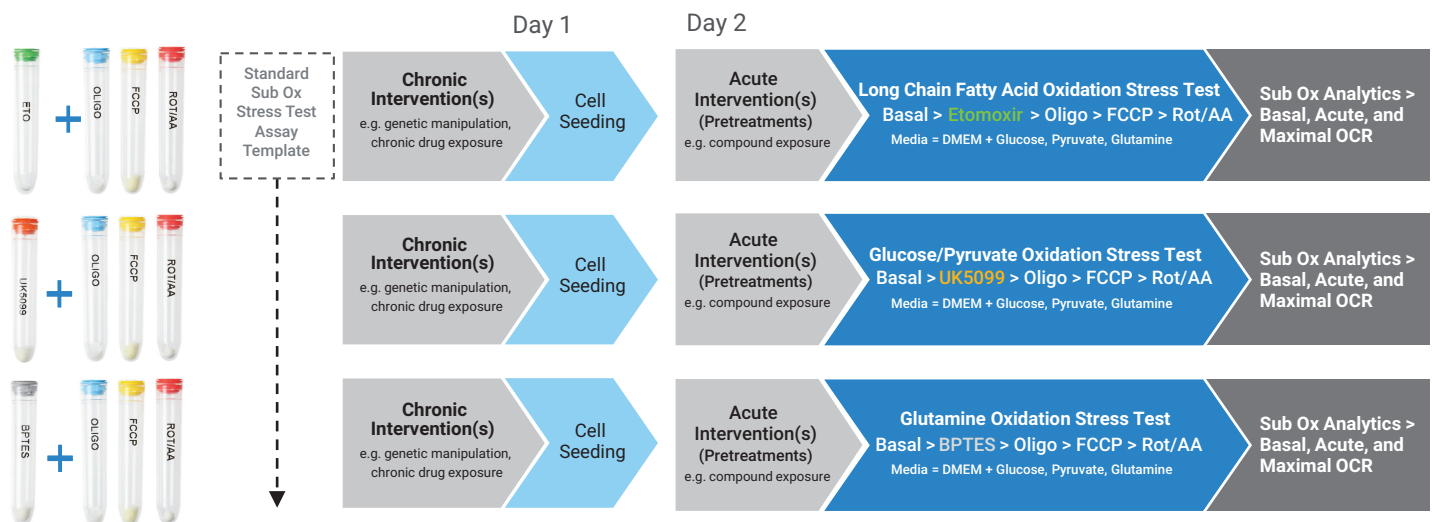 Day 1
Day 2
ETO
+
OLIGO
FCCP
ROT/AA
Standard
Sub Ox
Stress Test
Assay
Template
Chronic
Intervention(s)
e.g. genetic manipulation,
chronic drug exposure
Cell
Seeding
Acute
Intervention(s)
(Pretreatments)
e.g. compound exposure
Long Chain Fatty Acid Oxidation Stress Test
Basal > Etomoxir > Oligo > FCCP > Rot/AA
Media = DMEM + Glucose, Pyruvate, Glutamine
Sub Ox Analytics >
Basal, Acute, and
Maximal OCR
UK5099
+
OLIGO
FCCP
ROT/AA
Chronic
Intervention(s)
e.g. genetic manipulation,
chronic drug exposure
Cell
Seeding
Acute
Intervention(s)
(Pretreatments)
e.g. compound exposure
Glucose/Pyruvate Oxidation Stress Test
Basal > UK5099 > Oligo > FCCP > Rot/AA
Media = DMEM + Glucose, Pyruvate, Glutamine
Sub Ox Analytics >
Basal, Acute, and
Maximal OCR
BPTES
+
OLIGO
FCCP
ROT/AA
Chronic
Intervention(s)
e.g. genetic manipulation,
chronic drug exposure
Cell
Seeding
Acute
Intervention(s)
(Pretreatments)
e.g. compound exposure
Glutamine Oxidation Stress Test
Basal > BPTES > Oligo > FCCP > Rot/AA
Media = DMEM + Glucose, Pyruvate, Glutamine
Sub Ox Analytics >
Basal, Acute, and
Maximal OCR